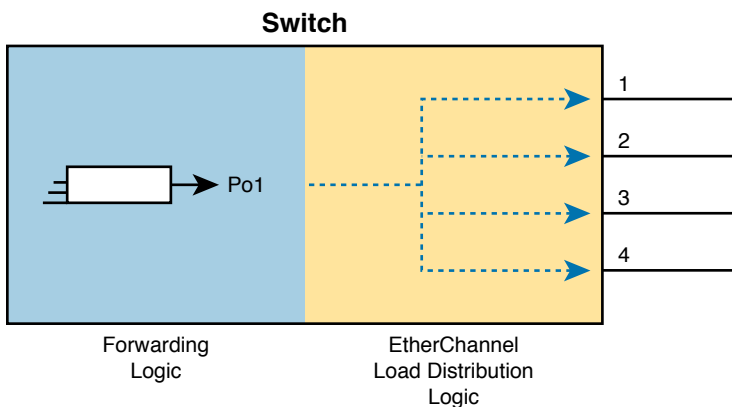 Switch
1
2
Po1
3
4
Forwarding
Logic
EtherChannel
Load Distribution
Logic